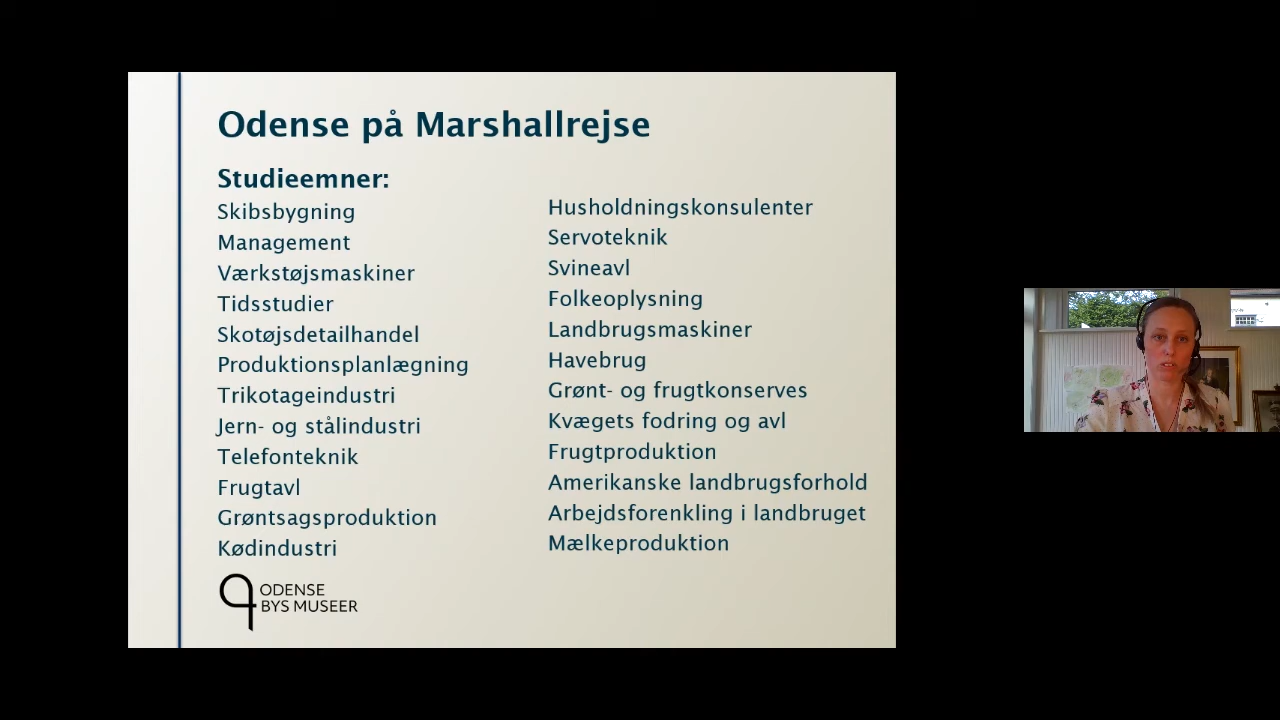 Odense på Marshallrejse
Studieemner:
Skibsbygning
Management
Værkstøjsmaskiner
Tidsstudier
Skotøjsdetailhandel
Produktionsplanlægning
Trikotageindustri
Jern- og stålindustri
Telefonteknik
Frugtavl
Grøntsagsproduktion
Kødindustri
Husholdningskonsulenter
Servoteknik
Svineavl
Folkeoplysning
Landbrugsmaskiner
Havebrug
Grønt- og frugtkonserves
Kvægets fodring og avl
Frugtproduktion
Amerikanske landbrugsforhold
Arbejdsforenkling i landbruget
Mælkeproduktion
ODENSE
BYS MUSEER